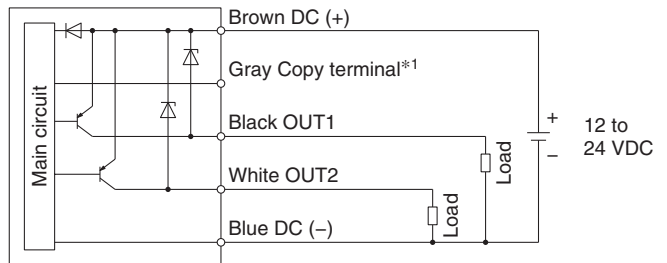 Brown DC (+)
Gray Copy terminal*1
Main circuit
Black OUT1
+
12 to
24 VDC
−
Load
White OUT2
Load
Blue DC (−)